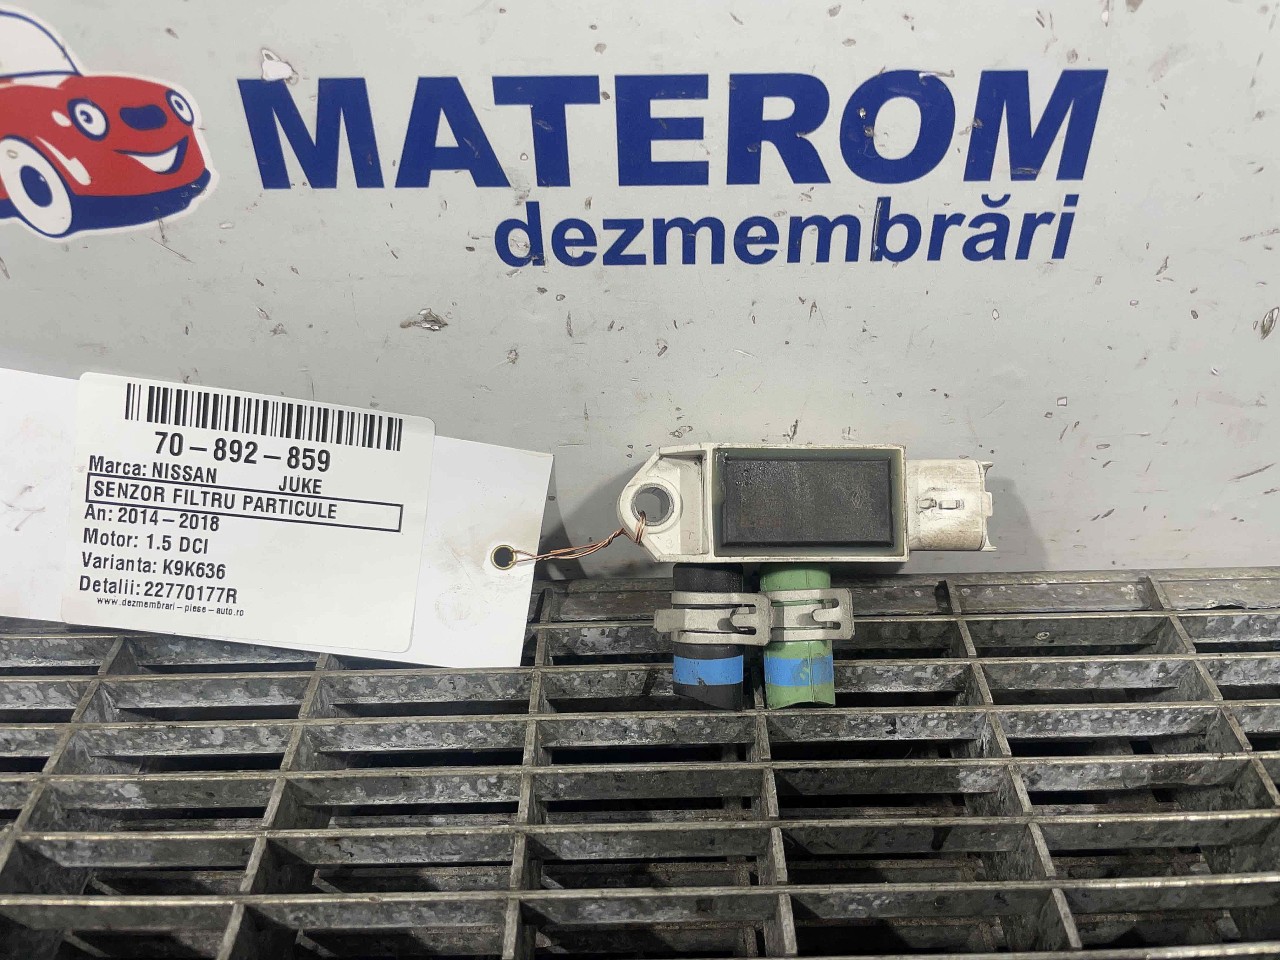 MATEROM
dezmembrări
70-892-859
Marca: NISSAN JUKE
SENZOR FILTRU PARTICULE
An: 2014-2018
Motor: 1.5 DCI
Varianta: K9K636
Detalii: 22770177R
www.dezmembrari-piese-auto.ro